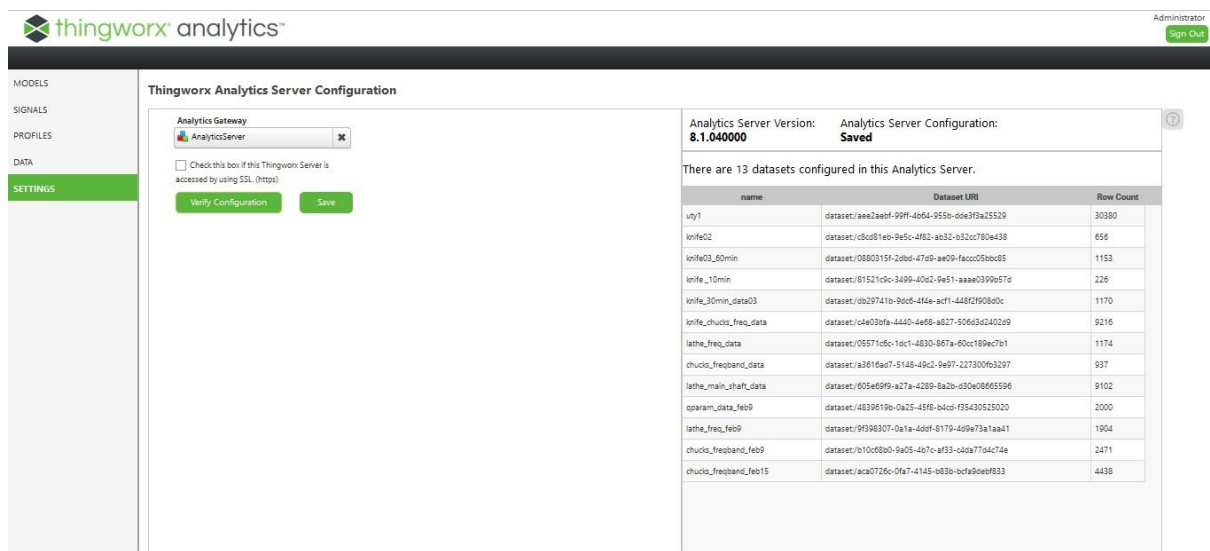 thingworx analytics™
Administrator
Sign Out
MODELS
SIGNALS
PROFILES
DATA
SETTINGS
Thingworx Analytics Server Configuration
Analytics Gateway
AnalyticsServer
Check this box if this Thingworx Server is
accessed by using SSL (https)
Verify Configuration Save
Analytics Server Version: Analytics Server Configuration:
8.1.040000 Saved
There are 13 datasets configured in this Analytics Server.
name Dataset URI Row Count
uty1 dataset:/aee2aebf-99ff-4b64-955b-dde3f3a25529 30380
knife02 dataset:/c8cd81eb-9e5c-4f82-ab32-b32cc780e438 656
knife03_60min dataset:/0880315f-2dbd-47d9-ae09-faccc05bbc85 1153
knife_10min dataset:/81521c9c-3499-40d2-9e51-aaae0399b57d 226
knife_30min_data03 dataset:/db29741b-9dc6-4f4e-acf1-448f2f908d0c 1170
knife_chucks_freq_data dataset:/c4e03bfa-4440-4e68-a827-506d3d2402d9 9216
lathe_freq_data dataset:/05571c6c-1dc1-4830-867a-60cc189ec7b1 1174
chucks_freqband_data dataset:/a3616ad7-5148-49c2-9e97-227300fb3297 937
lathe_main_shaft_data dataset:/605e69f9-a27a-4289-8a2b-d30e08665596 9102
qparam_data_feb9 dataset:/4839619b-0a25-45f8-b4cd-f35430525020 2000
lathe_freq_feb9 dataset:/9f398307-0a1a-4ddf-8179-4d9e73a1aa41 1904
chucks_freqband_feb9 dataset:/b10c68b0-9a05-4b7c-af33-c4da77d4c74e 2471
chucks_freqband_feb15 dataset:/aca0726c-0fa7-4145-b83b-bcfa9debf833 4438